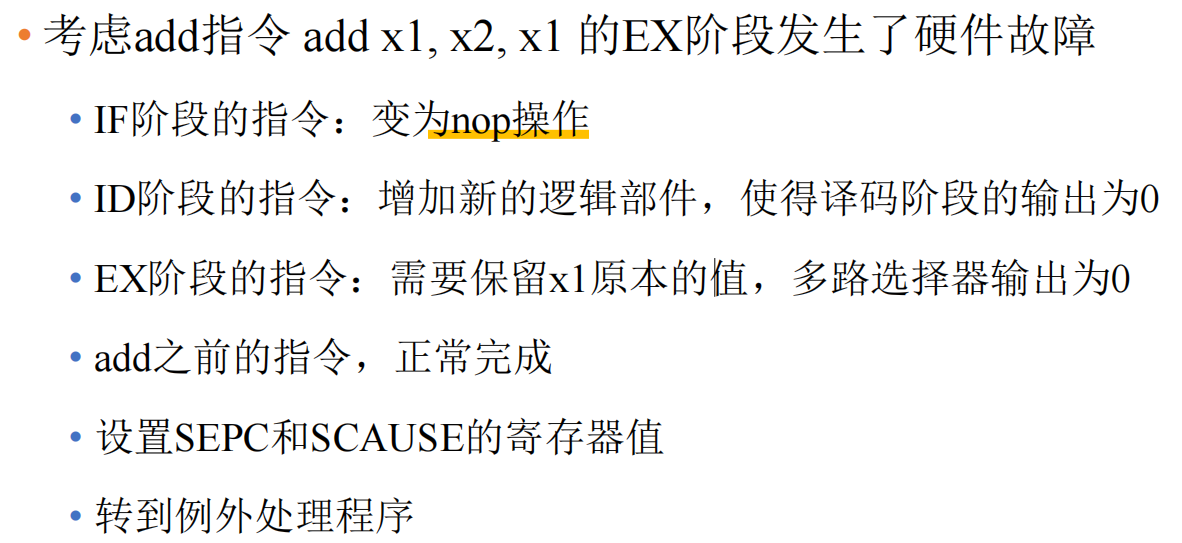 • 考虑add指令 add x1, x2, x1 的EX阶段发生了硬件故障
• IF阶段的指令：变为nop操作
• ID阶段的指令：增加新的逻辑部件，使得译码阶段的输出为0
• EX阶段的指令：需要保留x1原本的值，多路选择器输出为0
• add之前的指令，正常完成
• 设置SEPC和SCAUSE的寄存器值
• 转到例外处理程序